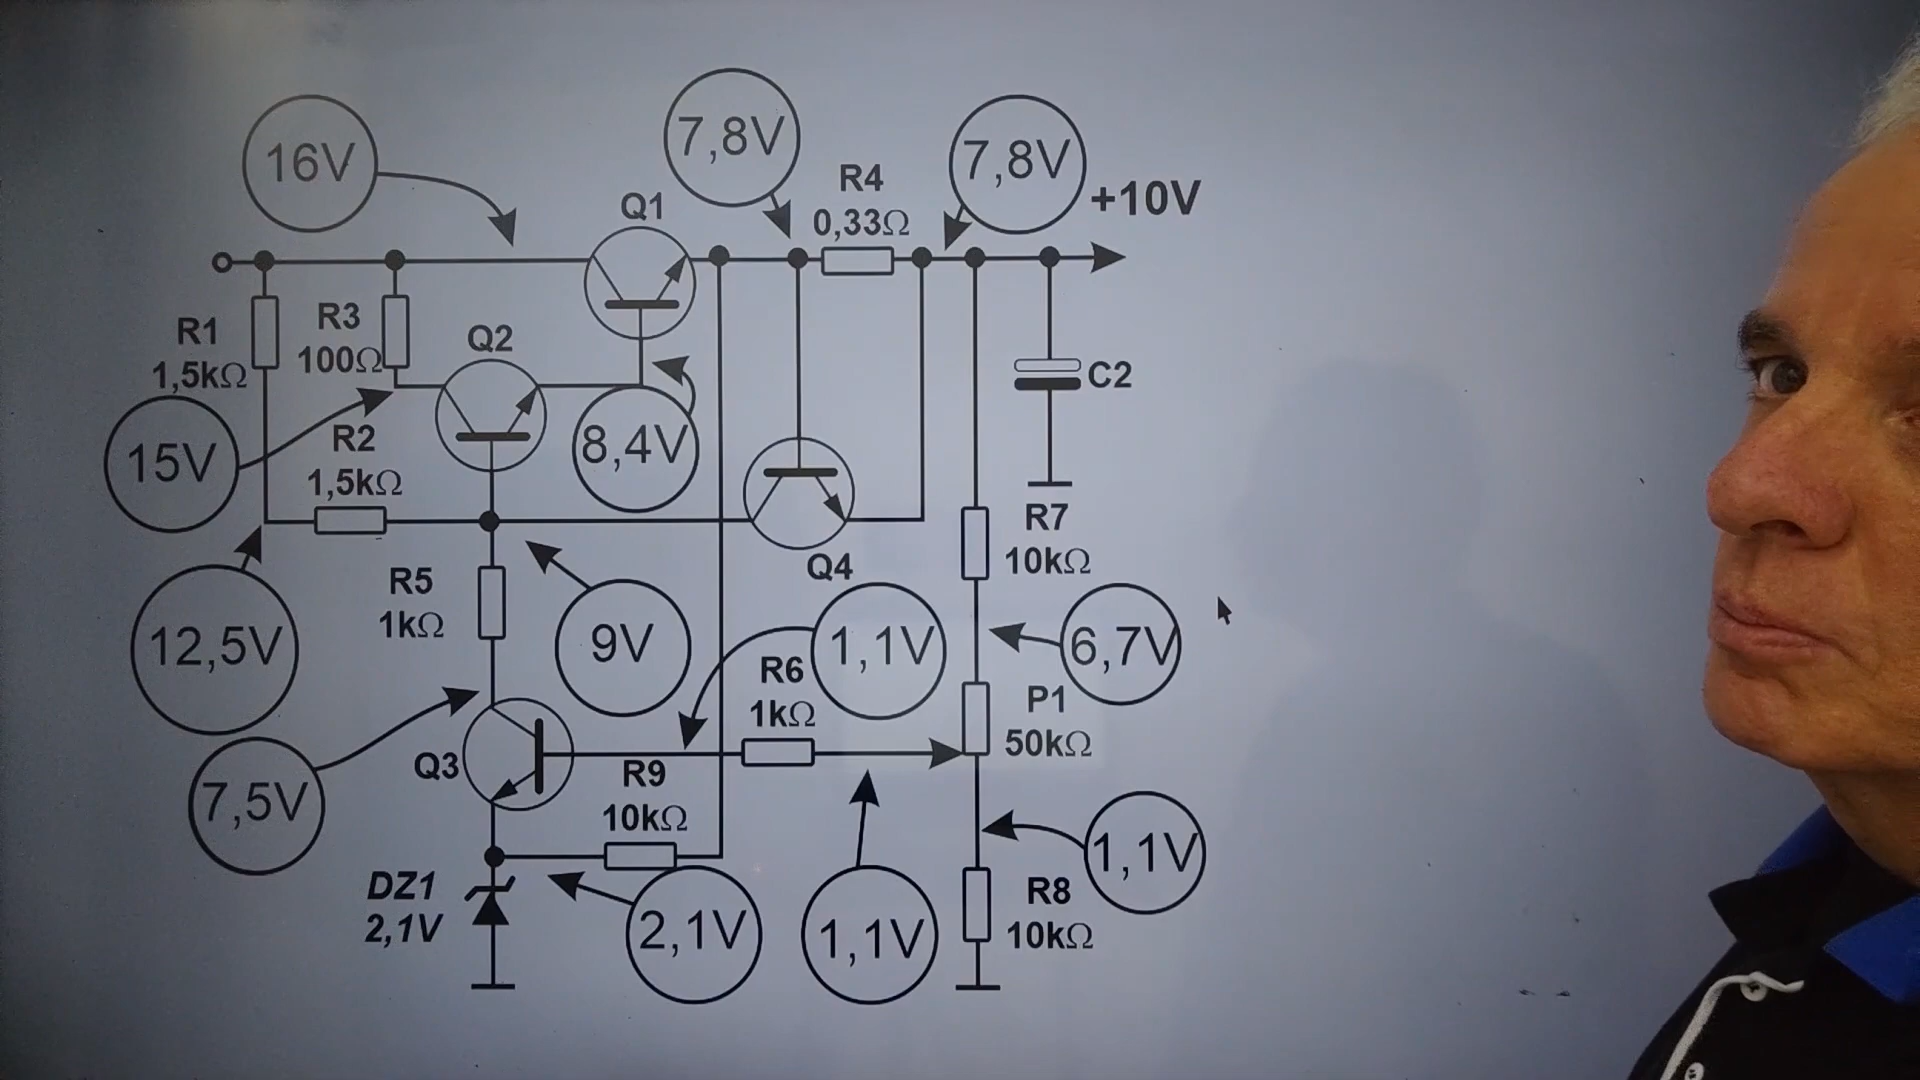 16V
7,8V
7,8V
+10V
R4
0,33Ω
Q1
R1
1,5kΩ
R3
100Ω
Q2
C2
15V
R2
1,5kΩ
8,4V
R7
10kΩ
Q4
R5
1kΩ
12,5V
9V
1,1V
6,7V
R6
1kΩ
P1
50kΩ
7,5V
Q3
R9
10kΩ
1,1V
DZ1
2,1V
2,1V
1,1V
R8
10kΩ